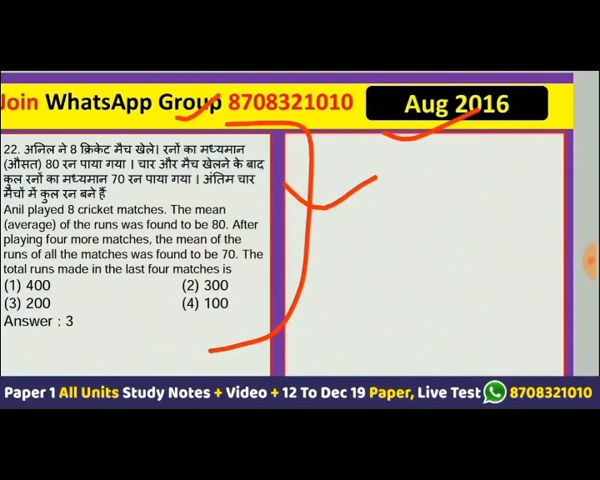 Join WhatsApp Group 8708321010
Aug 2016
22. अनिल ने 8 क्रिकेट मैच खेले। रनों का मध्यमान
(औसत) 80 रन पाया गया । चार और मैच खेलने के बाद
कुल रनों का मध्यमान 70 रन पाया गया । अंतिम चार
मैचों में कुल रन बने हैं
Anil played 8 cricket matches. The mean
(average) of the runs was found to be 80. After
playing four more matches, the mean of the
runs of all the matches was found to be 70. The
total runs made in the last four matches is
(1) 400 (2) 300
(3) 200 (4) 100
Answer : 3
Paper 1 All Units Study Notes + Video + 12 To Dec 19 Paper, Live Test 8708321010